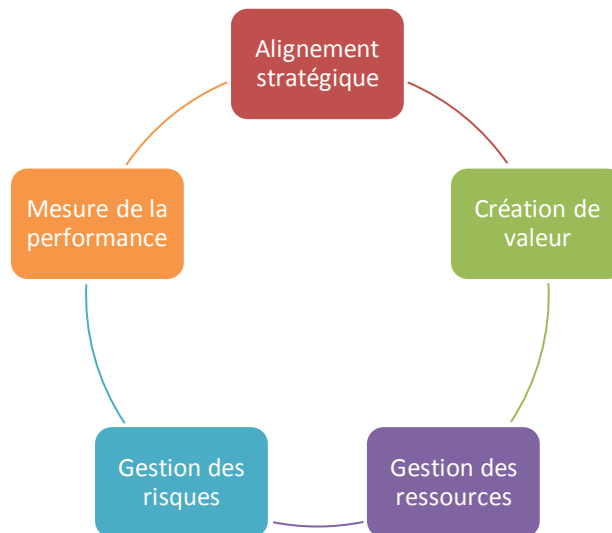 Alignement
stratégique
Mesure de la
performance
Création de
valeur
Gestion des
risques
Gestion des
ressources